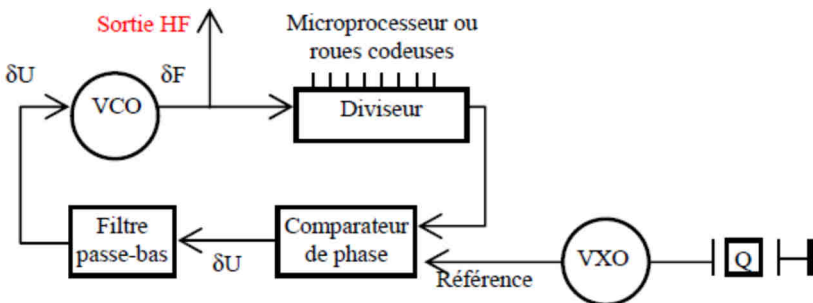 Sortie HF
Microprocesseur ou
roues codeuses
δU
δF
VCO
Diviseur
Filtre
passe-bas
δU
Comparateur
de phase
Référence
VXO
Q